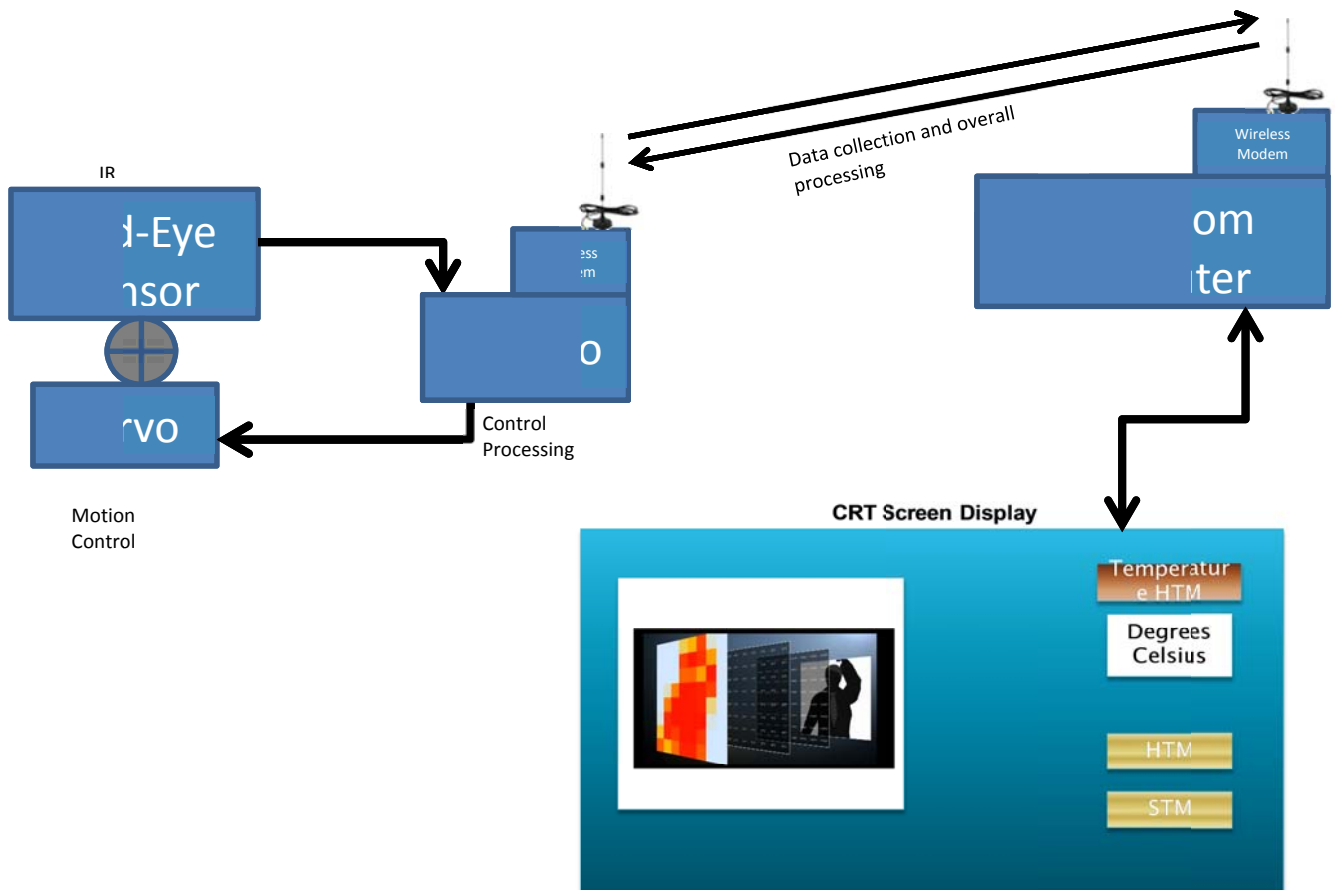 IR
d-Eye
nsor
rvo
Motion
Control
ess
em
o
Control
Processing
Data collection and overall
processing
Wireless
Modem
om
ter
CRT Screen Display
Temperatur
e HTM
Degrees
Celsius
HTM
STM